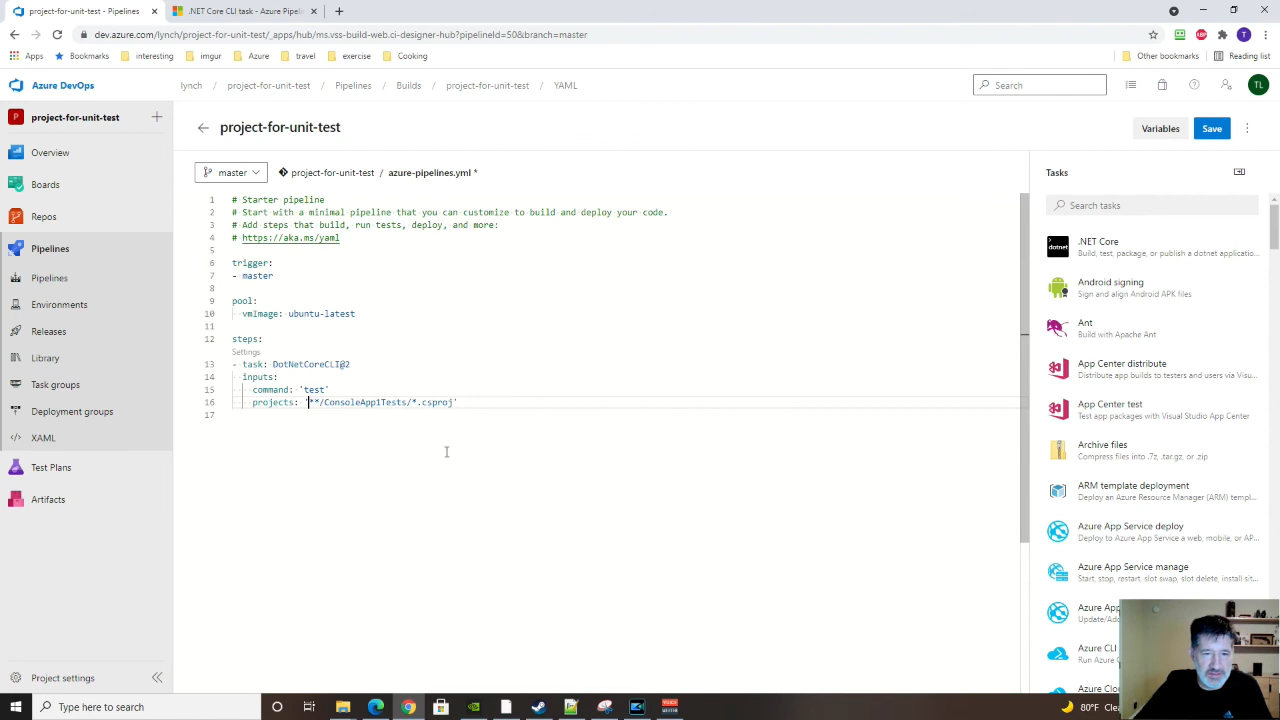 project-for-unit-test - Pipelines
.NET Core CLI task - Azure Pipelin
dev.azure.com/lynch/project-for-unit-test/_apps/hub/ms.vss-build-web.ci-designer-hub?pipelineId=50&branch=master
ABP
T
Apps
Bookmarks
interesting
imgur
Azure
travel
exercise
Cooking
Other bookmarks
Reading list
Azure DevOps
lynch / project-for-unit-test / Pipelines / Builds / project-for-unit-test / YAML
Search
TL
P project-for-unit-test
Overview
Boards
Repos
Pipelines
Pipelines
Environments
Releases
Library
Task groups
Deployment groups
XAML
Test Plans
Artifacts
Project settings
project-for-unit-test
Variables
Save
master
project-for-unit-test / azure-pipelines.yml *
1 # Starter pipeline
2 # Start with a minimal pipeline that you can customize to build and deploy your code.
3 # Add steps that build, run tests, deploy, and more:
4 # https://aka.ms/yaml
5
6 trigger:
7 - master
8
9 pool:
10 vmImage: ubuntu-latest
11
12 steps:
Settings
13 - task: DotNetCoreCLI@2
14 inputs:
15 command: 'test'
16 projects: '**/ConsoleApp1Tests/*.csproj'
17
Tasks
Search tasks
dotnet
.NET Core
Build, test, package, or publish a dotnet applicatio...
Android signing
Sign and align Android APK files
Ant
Build with Apache Ant
App Center distribute
Distribute app builds to testers and users via Visu...
App Center test
Test app packages with Visual Studio App Center
Archive files
Compress files into .7z, .tar.gz, or .zip
ARM template deployment
Deploy an Azure Resource Manager (ARM) templ...
Azure App Service deploy
Deploy to Azure App Service a web, mobile, or AP...
Azure App Service manage
Start, stop, restart, slot swap, slot delete, install sit...
Azure Ap
Update/Ad
Azure CLI
Run Azure C
Azure Clo
Type here to search
80°F